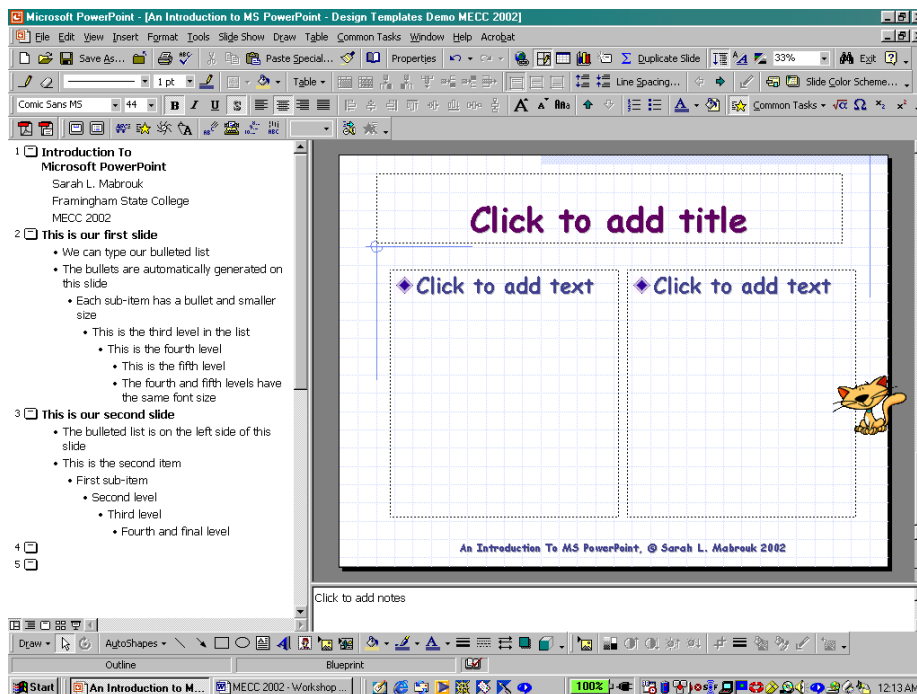 Microsoft PowerPoint - [An Introduction to MS PowerPoint - Design Templates Demo MECC 2002]
File Edit View Insert Format Tools Slide Show Draw Table Common Tasks Window Help Acrobat
Save As... Paste Special... Properties Duplicate Slide 33% Exit
1 pt Table Line Spacing... Slide Color Scheme...
Comic Sans MS 44 B I U S Common Tasks
1 Introduction To
Microsoft PowerPoint
Sarah L. Mabrouk
Framingham State College
MECC 2002
2 This is our first slide
• We can type our bulleted list
• The bullets are automatically generated on
this slide
• Each sub-item has a bullet and smaller
size
• This is the third level in the list
• This is the fourth level
• This is the fifth level
• The fourth and fifth levels have
the same font size
3 This is our second slide
• The bulleted list is on the left side of this
slide
• This is the second item
• First sub-item
• Second level
• Third level
• Fourth and final level
4
5
Click to add title
Click to add text
Click to add text
An Introduction To MS PowerPoint, @ Sarah L. Mabrouk 2002
Click to add notes
Draw AutoShapes
Outline Blueprint
Start An Introduction to M... MECC 2002 - Workshop ... 100% 12:13 AM